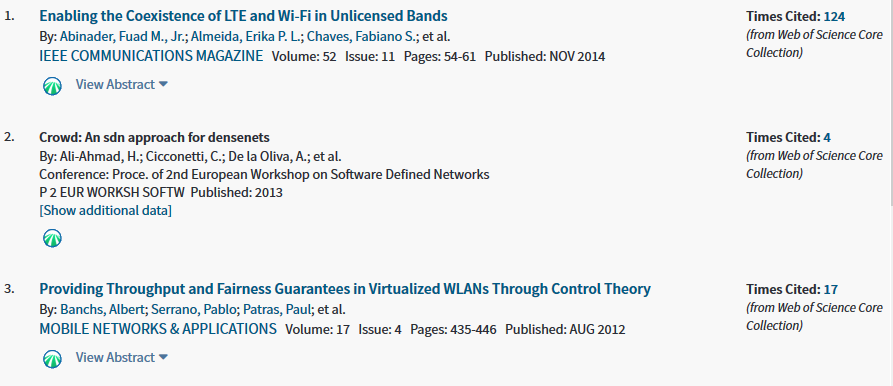 1. Enabling the Coexistence of LTE and Wi-Fi in Unlicensed Bands
By: Abinader, Fuad M., Jr.; Almeida, Erika P. L.; Chaves, Fabiano S.; et al.
IEEE COMMUNICATIONS MAGAZINE Volume: 52 Issue: 11 Pages: 54-61 Published: NOV 2014
View Abstract
Times Cited: 124
(from Web of Science Core
Collection)
2. Crowd: An sdn approach for densenets
By: Ali-Ahmad, H.; Cicconetti, C.; De la Oliva, A.; et al.
Conference: Proce. of 2nd European Workshop on Software Defined Networks
P 2 EUR WORKSH SOFTW Published: 2013
[Show additional data]
Times Cited: 4
(from Web of Science Core
Collection)
3. Providing Throughput and Fairness Guarantees in Virtualized WLANs Through Control Theory
By: Banchs, Albert; Serrano, Pablo; Patras, Paul; et al.
MOBILE NETWORKS & APPLICATIONS Volume: 17 Issue: 4 Pages: 435-446 Published: AUG 2012
View Abstract
Times Cited: 17
(from Web of Science Core
Collection)